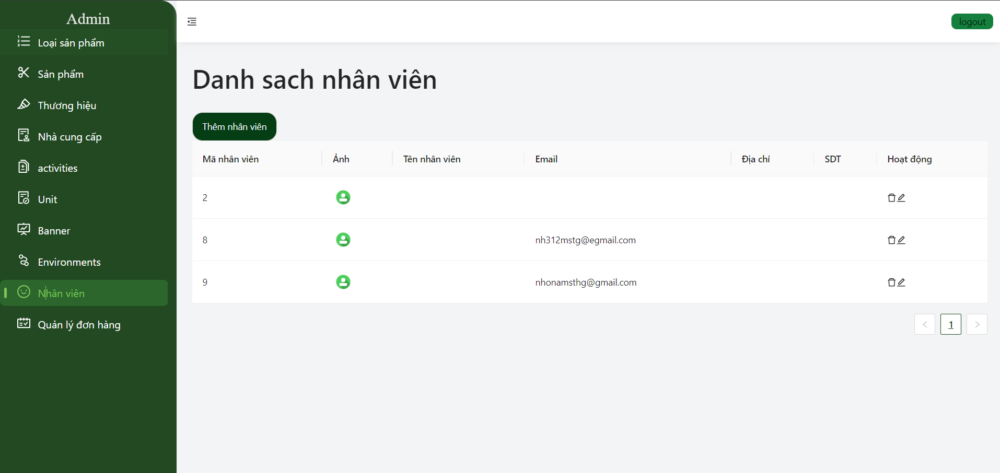 Admin
Loại sản phẩm
Sản phẩm
Thương hiệu
Nhà cung cấp
activities
Unit
Banner
Environments
Nhân viên
Quản lý đơn hàng
logout
Danh sach nhân viên
Thêm nhân viên
Mã nhân viên Ảnh Tên nhân viên Email Địa chỉ SDT Hoạt động
2
8 nh312mstg@egmail.com
9 nhonamsthg@gmail.com
< 1 >